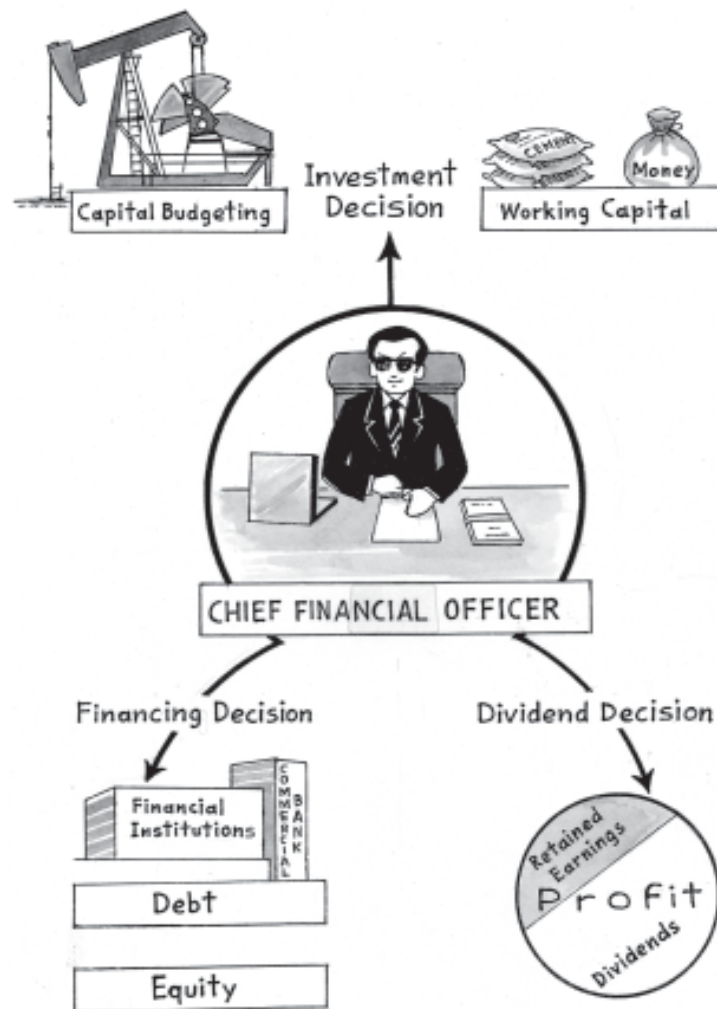 CEMENT
CEMENT
Money
Capital Budgeting
Investment
Decision
Working Capital
CHIEF FINANCIAL OFFICER
Financing Decision
Dividend Decision
Financial
Institutions
COMMERCIAL
BANK
Debt
Equity
Retained
Earnings
Profit
Dividends